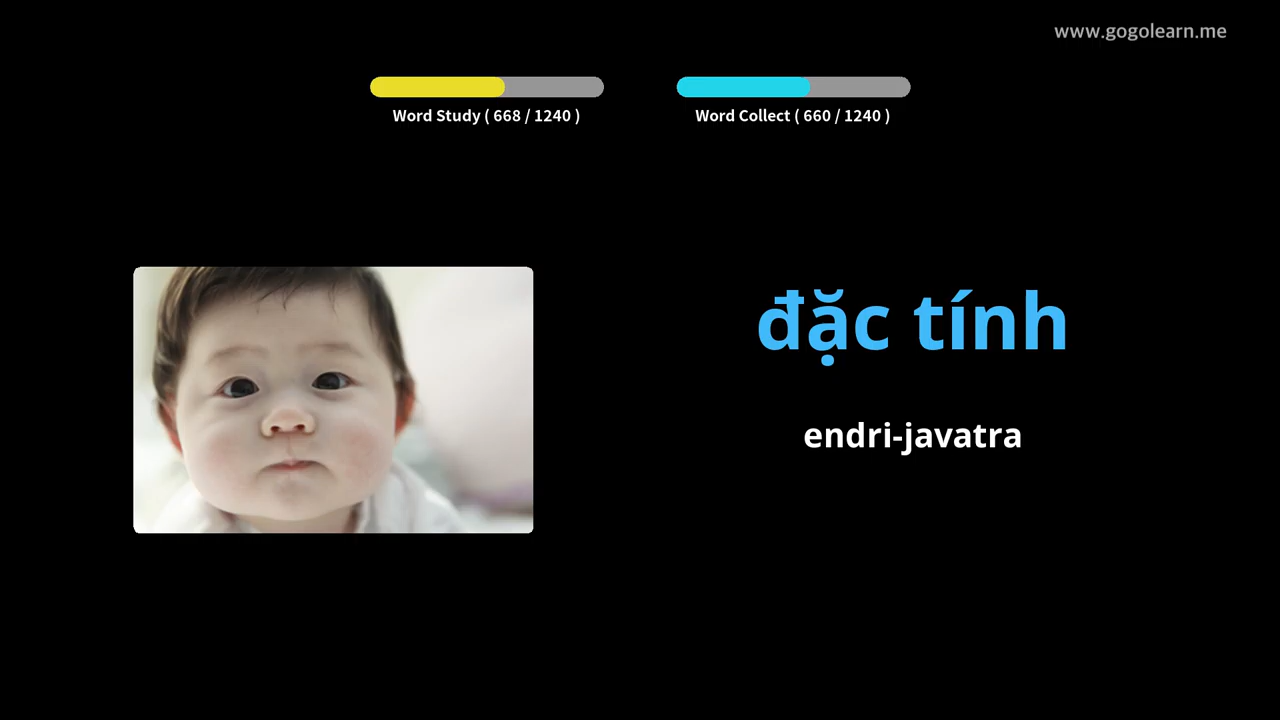 www.gogolearn.me
Word Study ( 668 / 1240 )
Word Collect ( 660 / 1240 )
đặc tính
endri-javatra